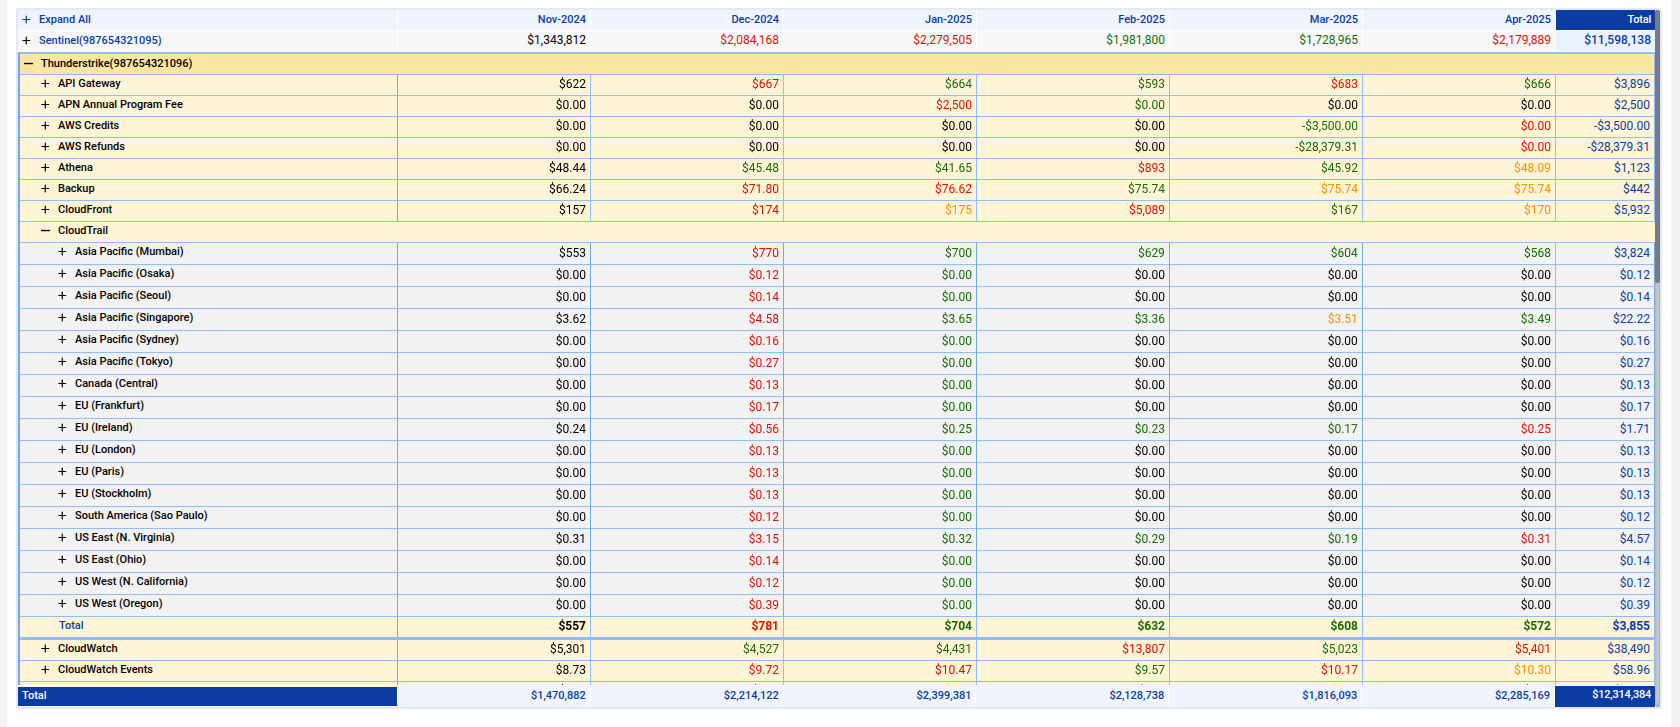 + Expand All Nov-2024 Dec-2024 Jan-2025 Feb-2025 Mar-2025 Apr-2025 Total
+ Sentinel(987654321095) $1,343,812 $2,084,168 $2,279,505 $1,981,800 $1,728,965 $2,179,889 $11,598,138
— Thunderstrike(987654321096)
+ API Gateway $622 $667 $664 $593 $683 $666 $3,896
+ APN Annual Program Fee $0.00 $0.00 $2,500 $0.00 $0.00 $0.00 $2,500
+ AWS Credits $0.00 $0.00 $0.00 $0.00 -$3,500.00 $0.00 -$3,500.00
+ AWS Refunds $0.00 $0.00 $0.00 $0.00 -$28,379.31 $0.00 -$28,379.31
+ Athena $48.44 $45.48 $41.65 $893 $45.92 $48.09 $1,123
+ Backup $66.24 $71.80 $76.62 $75.74 $75.74 $75.74 $442
+ CloudFront $157 $174 $175 $5,089 $167 $170 $5,932
— CloudTrail
+ Asia Pacific (Mumbai) $553 $770 $700 $629 $604 $568 $3,824
+ Asia Pacific (Osaka) $0.00 $0.12 $0.00 $0.00 $0.00 $0.00 $0.12
+ Asia Pacific (Seoul) $0.00 $0.14 $0.00 $0.00 $0.00 $0.00 $0.14
+ Asia Pacific (Singapore) $3.62 $4.58 $3.65 $3.36 $3.51 $3.49 $22.22
+ Asia Pacific (Sydney) $0.00 $0.16 $0.00 $0.00 $0.00 $0.00 $0.16
+ Asia Pacific (Tokyo) $0.00 $0.27 $0.00 $0.00 $0.00 $0.00 $0.27
+ Canada (Central) $0.00 $0.13 $0.00 $0.00 $0.00 $0.00 $0.13
+ EU (Frankfurt) $0.00 $0.17 $0.00 $0.00 $0.00 $0.00 $0.17
+ EU (Ireland) $0.24 $0.56 $0.25 $0.23 $0.17 $0.25 $1.71
+ EU (London) $0.00 $0.13 $0.00 $0.00 $0.00 $0.00 $0.13
+ EU (Paris) $0.00 $0.13 $0.00 $0.00 $0.00 $0.00 $0.13
+ EU (Stockholm) $0.00 $0.13 $0.00 $0.00 $0.00 $0.00 $0.13
+ South America (Sao Paulo) $0.00 $0.12 $0.00 $0.00 $0.00 $0.00 $0.12
+ US East (N. Virginia) $0.31 $3.15 $0.32 $0.29 $0.19 $0.31 $4.57
+ US East (Ohio) $0.00 $0.14 $0.00 $0.00 $0.00 $0.00 $0.14
+ US West (N. California) $0.00 $0.12 $0.00 $0.00 $0.00 $0.00 $0.12
+ US West (Oregon) $0.00 $0.39 $0.00 $0.00 $0.00 $0.00 $0.39
Total $557 $781 $704 $632 $608 $572 $3,855
+ CloudWatch $5,301 $4,527 $4,431 $13,807 $5,023 $5,401 $38,490
+ CloudWatch Events $8.73 $9.72 $10.47 $9.57 $10.17 $10.30 $58.96
Total $1,470,882 $2,214,122 $2,399,381 $2,128,738 $1,816,093 $2,285,169 $12,314,384